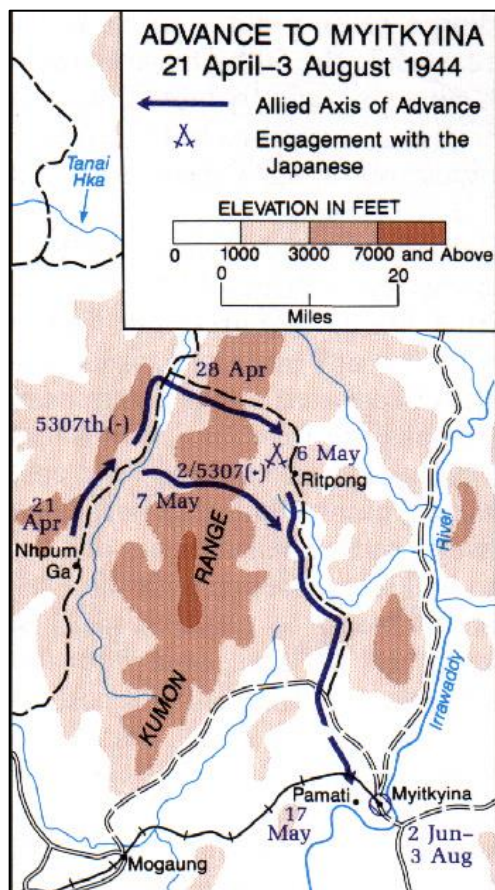 ADVANCE TO MYITKYINA
21 April–3 August 1944
Allied Axis of Advance
Engagement with the
Japanese
ELEVATION IN FEET
0 1000 3000 7000 and Above
0 20
Miles
Tanai
Hka
28 Apr
5307th (-)
2/5307(+)
6 May
Ritpong
7 May
21
Apr
Nhpum
Ga
KUMON RANGE
Irrawaddy River
Pamati
Myitkyina
17
May
2 Jun–
3 Aug
Mogaung